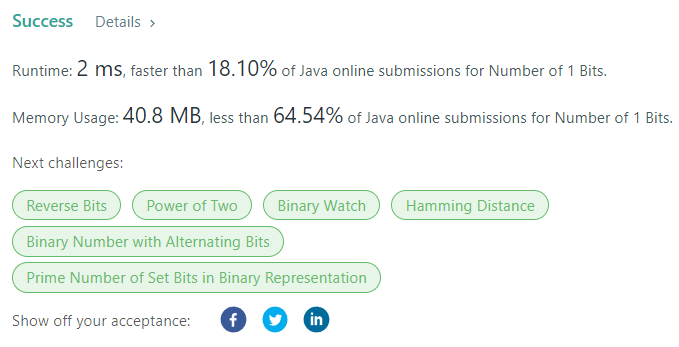 Success Details >
Runtime: 2 ms, faster than 18.10% of Java online submissions for Number of 1 Bits.
Memory Usage: 40.8 MB, less than 64.54% of Java online submissions for Number of 1 Bits.
Next challenges:
Reverse Bits Power of Two Binary Watch Hamming Distance
Binary Number with Alternating Bits
Prime Number of Set Bits in Binary Representation
Show off your acceptance: f in